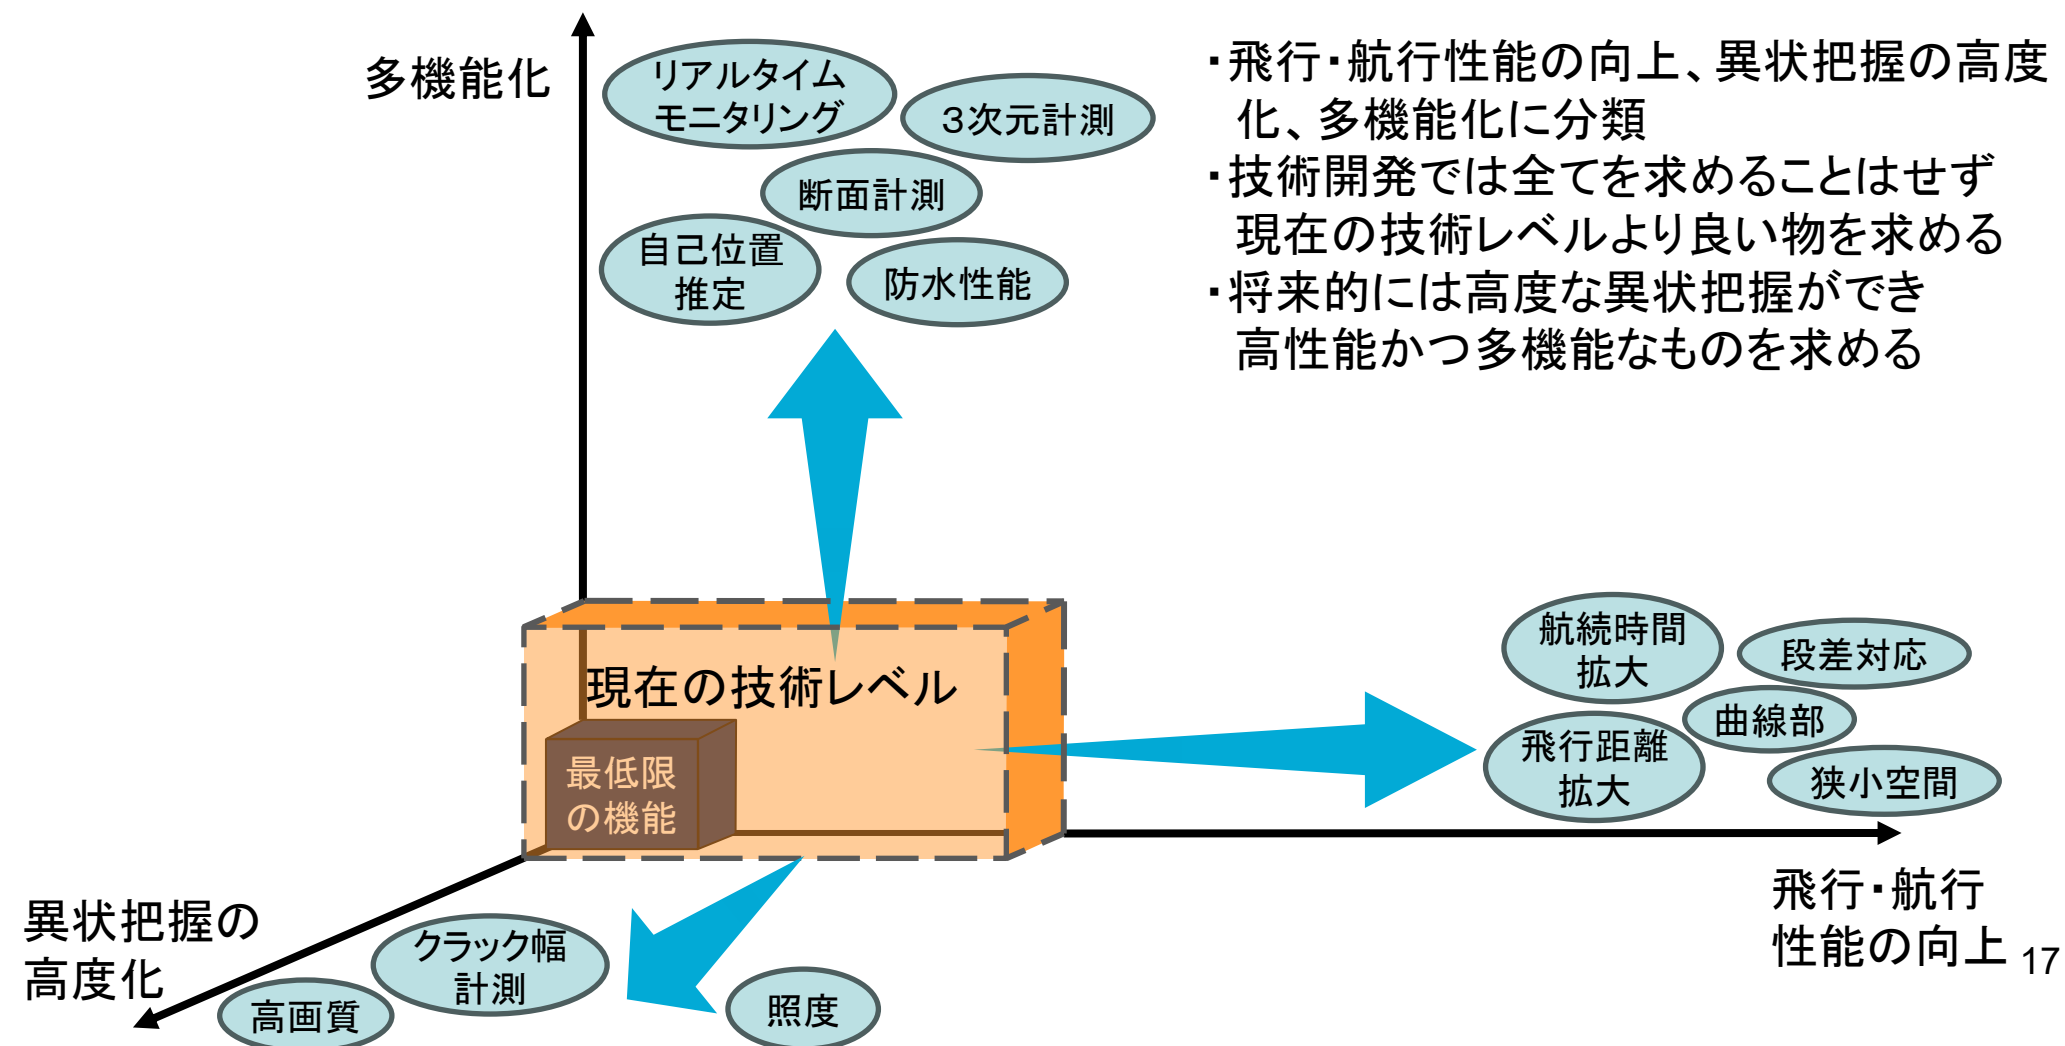 多機能化
リアルタイム
モニタリング
３次元計測
断面計測
自己位置
推定
防水性能
・飛行・航行性能の向上、異状把握の高度
化、多機能化に分類
・技術開発では全てを求めることはせず
現在の技術レベルより良い物を求める
・将来的には高度な異状把握ができ
高性能かつ多機能なものを求める
現在の技術レベル
最低限
の機能
航続時間
拡大
段差対応
曲線部
飛行距離
拡大
狭小空間
飛行・航行
性能の向上
異状把握の
高度化
クラック幅
計測
高画質
照度
17